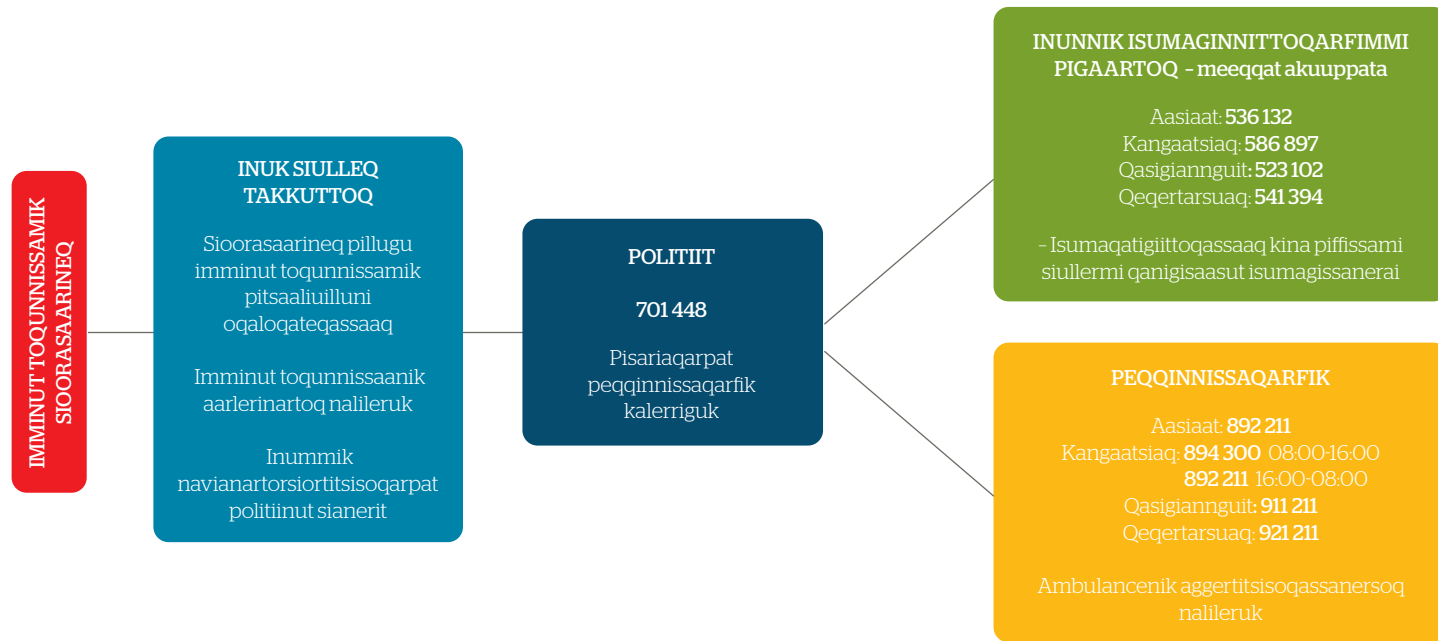 IMMINUT TOQUNNISSAMIK
SIOORASAARINEQ
INUK SIULLEQ
TAKKUTTOQ
Sioorasaarineq pillugu
imminut toqunnissamik
pitsaaliuilluni
oqaloqateqassaaq
Imminut toqunnissaanik
aarlerinartoq nalileruk
Inummik
navianartorsiortitsisoqarpat
politiinut sianerit
POLITIIT
701 448
Pisariaqarpat
peqqinnissaqarfik
kalerriguk
INUNNIK ISUMAGINNITTOQARFIMMI
PIGAARTOQ – meeqqat akuuppata
Aasiaat: 536 132
Kangaatsiaq: 586 897
Qasigiannguit: 523 102
Qeqertarsuaq: 541 394
– Isumaqatigiittoqassaaq kina piffissami
siullermi qanigisaasut isumagissanerai
PEQQINNISSAQARFIK
Aasiaat: 892 211
Kangaatsiaq: 894 300 08:00-16:00
892 211 16:00-08:00
Qasigiannguit: 911 211
Qeqertarsuaq: 921 211
Ambulancenik aggertitsisoqassanersoq
nalileruk